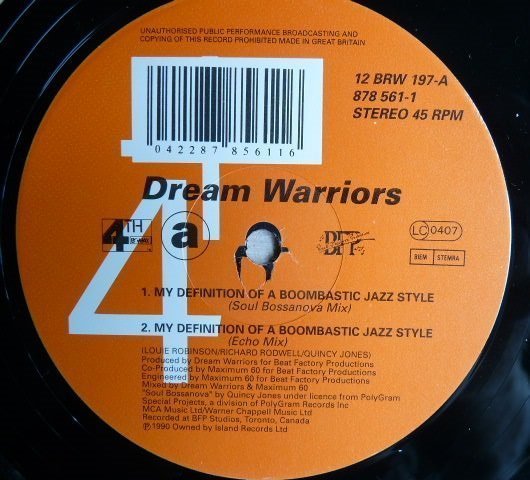 UNAUTHORISED PUBLIC PERFORMANCE BROADCASTING AND
COPYING OF THIS RECORD PROHIBITED MADE IN GREAT BRITAIN
12 BRW 197-A
878 561-1
STEREO 45 RPM
042287 856116
4
Dream Warriors
4TH
B'WAY
a
BFP
LC 0407
BIEM STEMRA
1. MY DEFINITION OF A BOOMBASTIC JAZZ STYLE
(Soul Bossanova Mix)
2. MY DEFINITION OF A BOOMBASTIC JAZZ STYLE
(Echo Mix)
(LOUIE ROBINSON/RICHARD RODWELL/QUINCY JONES)
Produced by Dream Warriors for Beat Factory Productions
Co-Produced by Maximum 60 for Beat Factory Productions
Engineered by Maximum 60 for Beat Factory Productions
Mixed by Dream Warriors & Maximum 60
"Soul Bossanova" by Quincy Jones under licence from PolyGram
Special Projects, a division of PolyGram Records Inc
MCA Music Ltd/Warner Chappell Music Ltd
Recorded at BFP Studios, Toronto, Canada
℗1990 Owned by Island Records Ltd